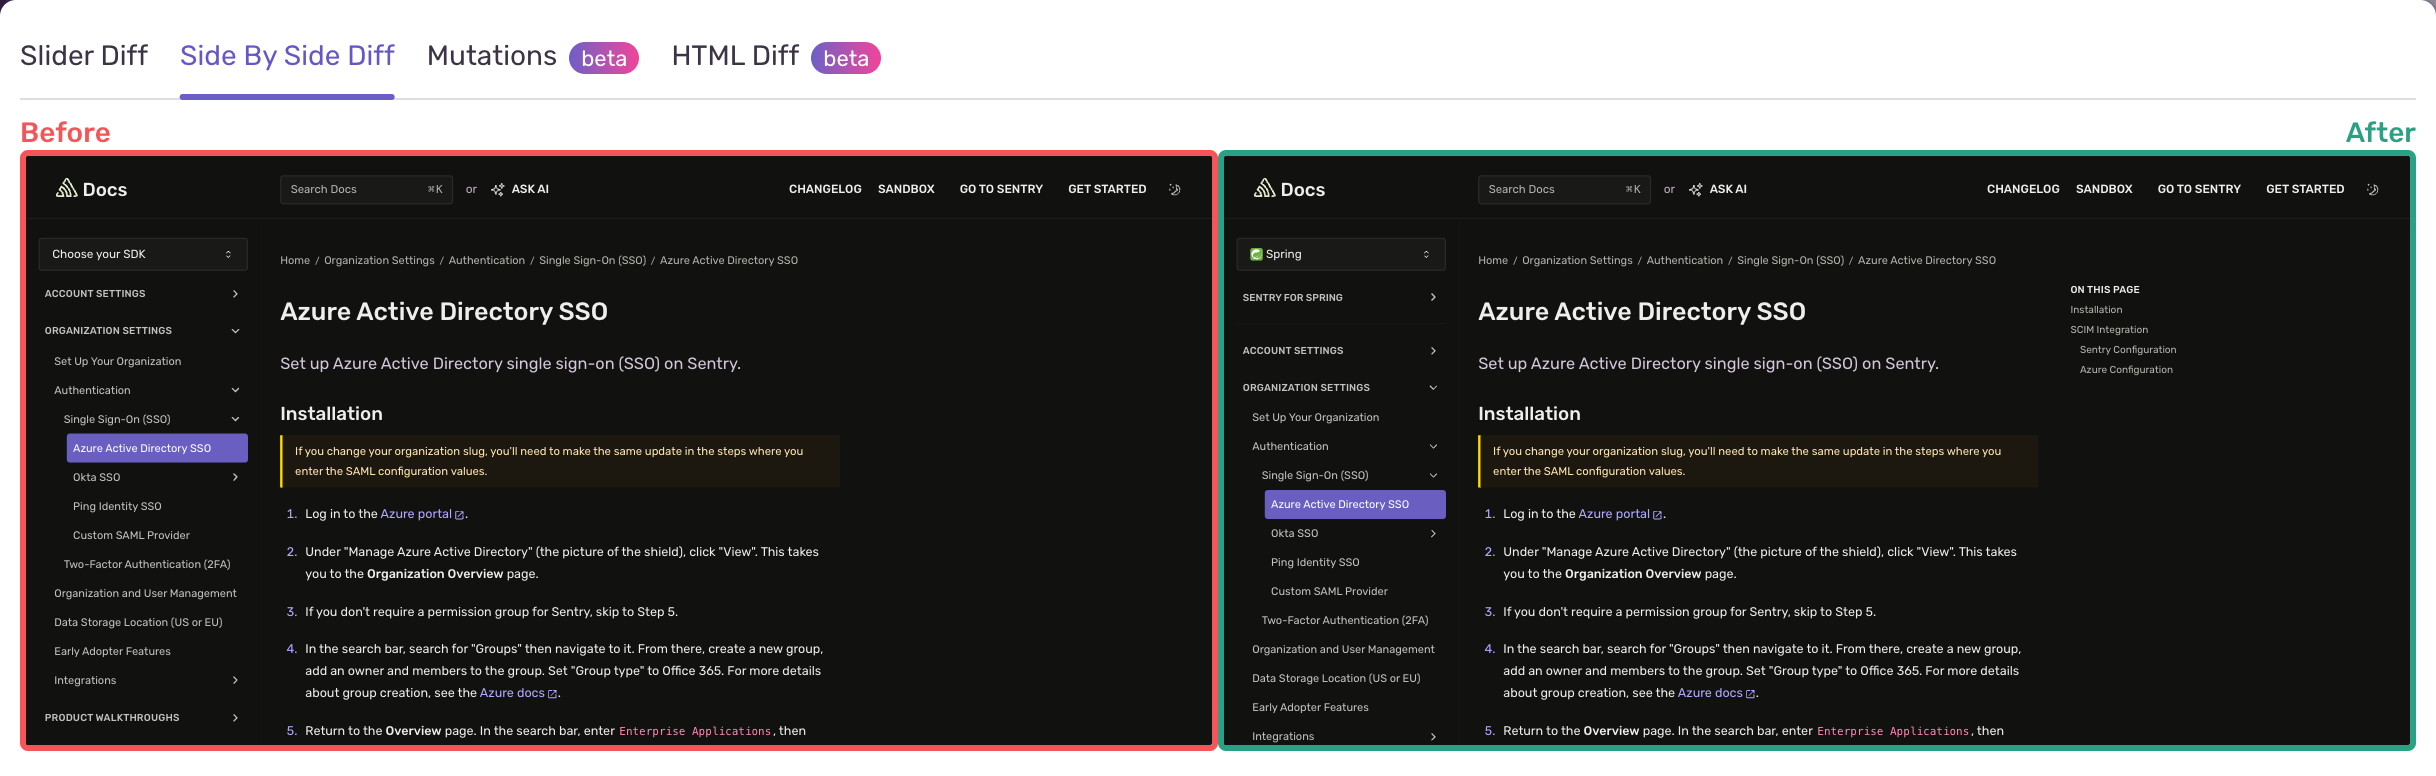 Slider Diff
Side By Side Diff
Mutations beta
HTML Diff beta
Before
After
Docs
Search Docs ⌘K
or
ASK AI
CHANGELOG
SANDBOX
GO TO SENTRY
GET STARTED
Choose your SDK
ACCOUNT SETTINGS
ORGANIZATION SETTINGS
Set Up Your Organization
Authentication
Single Sign-On (SSO)
Azure Active Directory SSO
Okta SSO
Ping Identity SSO
Custom SAML Provider
Two-Factor Authentication (2FA)
Organization and User Management
Data Storage Location (US or EU)
Early Adopter Features
Integrations
PRODUCT WALKTHROUGHS
Home / Organization Settings / Authentication / Single Sign-On (SSO) / Azure Active Directory SSO
Azure Active Directory SSO
Set up Azure Active Directory single sign-on (SSO) on Sentry.
Installation
If you change your organization slug, you'll need to make the same update in the steps where you
enter the SAML configuration values.
1. Log in to the Azure portal.
2. Under "Manage Azure Active Directory" (the picture of the shield), click "View". This takes
you to the Organization Overview page.
3. If you don't require a permission group for Sentry, skip to Step 5.
4. In the search bar, search for "Groups" then navigate to it. From there, create a new group,
add an owner and members to the group. Set "Group type" to Office 365. For more details
about group creation, see the Azure docs.
5. Return to the Overview page. In the search bar, enter Enterprise Applications, then
Docs
Search Docs ⌘K
or
ASK AI
CHANGELOG
SANDBOX
GO TO SENTRY
GET STARTED
Spring
SENTRY FOR SPRING
ACCOUNT SETTINGS
ORGANIZATION SETTINGS
Set Up Your Organization
Authentication
Single Sign-On (SSO)
Azure Active Directory SSO
Okta SSO
Ping Identity SSO
Custom SAML Provider
Two-Factor Authentication (2FA)
Organization and User Management
Data Storage Location (US or EU)
Early Adopter Features
Integrations
Home / Organization Settings / Authentication / Single Sign-On (SSO) / Azure Active Directory SSO
Azure Active Directory SSO
Set up Azure Active Directory single sign-on (SSO) on Sentry.
Installation
If you change your organization slug, you'll need to make the same update in the steps where you
enter the SAML configuration values.
1. Log in to the Azure portal.
2. Under "Manage Azure Active Directory" (the picture of the shield), click "View". This takes
you to the Organization Overview page.
3. If you don't require a permission group for Sentry, skip to Step 5.
4. In the search bar, search for "Groups" then navigate to it. From there, create a new group,
add an owner and members to the group. Set "Group type" to Office 365. For more details
about group creation, see the Azure docs.
5. Return to the Overview page. In the search bar, enter Enterprise Applications, then
ON THIS PAGE
Installation
SCIM Integration
Sentry Configuration
Azure Configuration